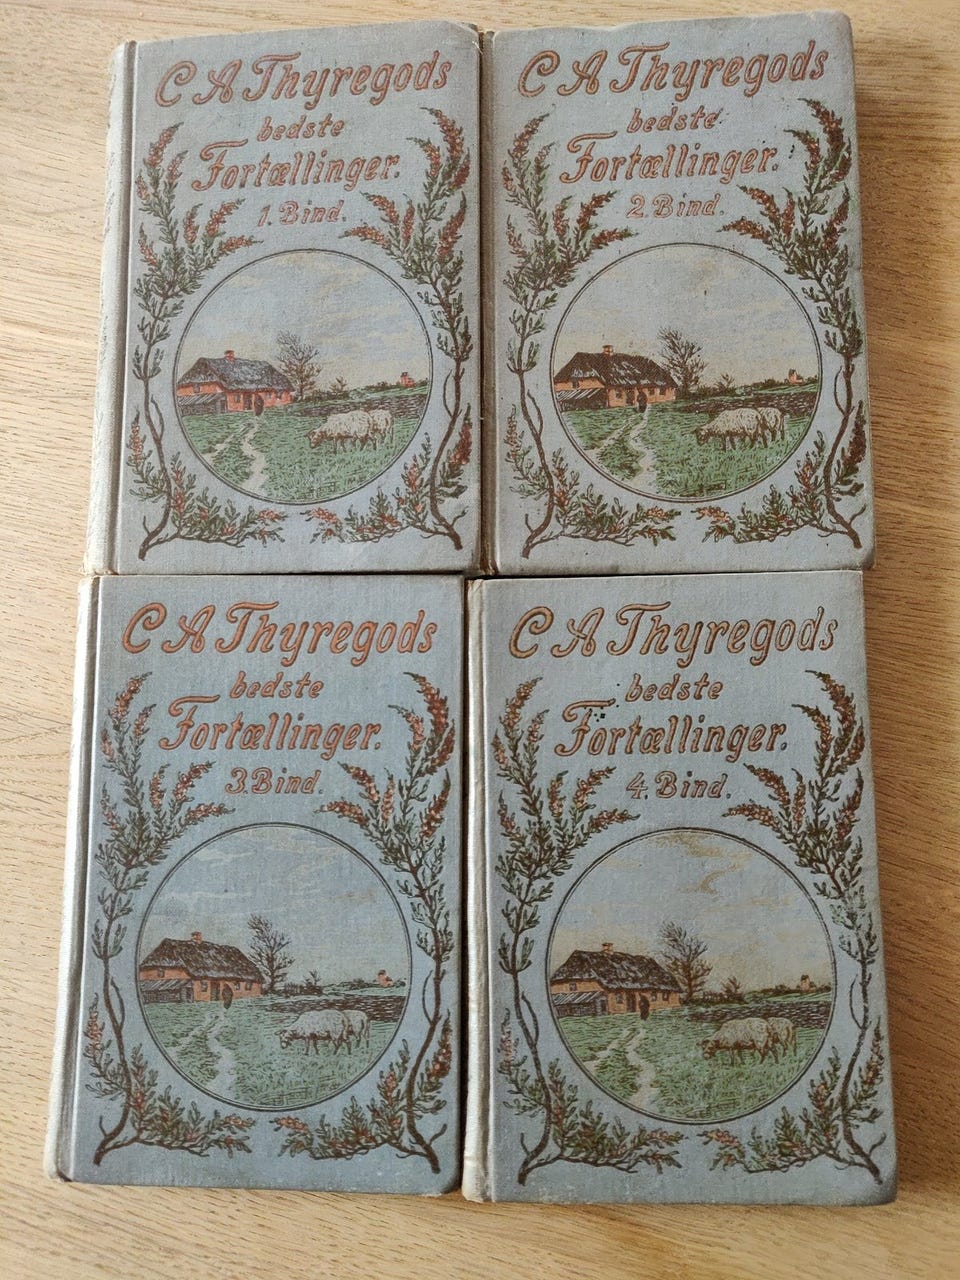 C A Thyregods
bedste
Fortællinger.
1. Bind.
C A Thyregods
bedste
Fortællinger.
2. Bind.
C A Thyregods
bedste
Fortællinger.
3. Bind.
C A Thyregods
bedste
Fortællinger.
4. Bind.